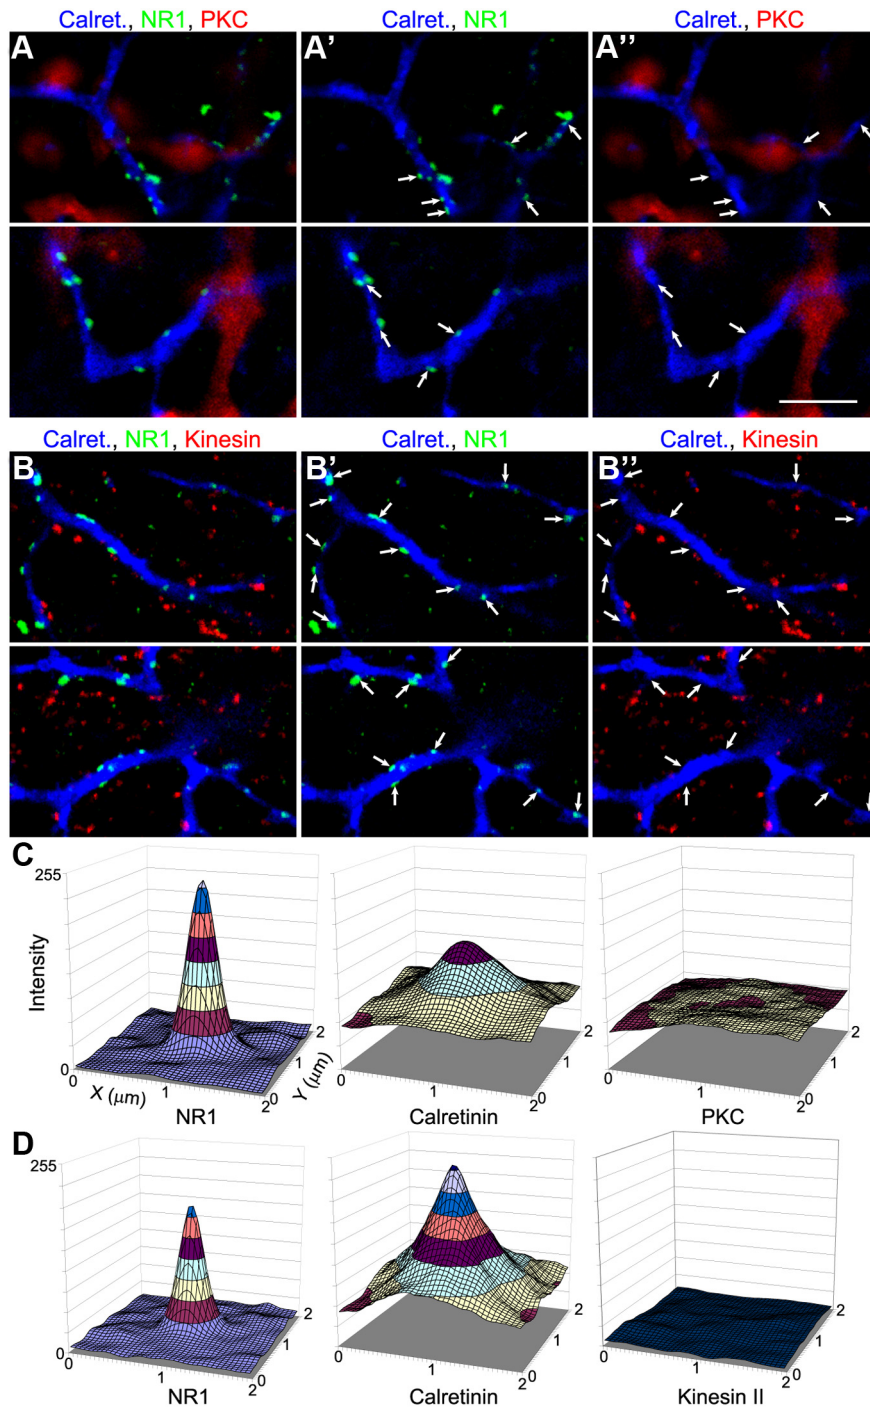 Calret., NR1, PKC Calret., NR1 Calret., PKC
A A' A''
Calret., NR1, Kinesin Calret., NR1 Calret., Kinesin
B B' B''
C
255
Intensity
0
0 1 2 0 1 2
X (μm) Y (μm)
0 1 2 0 1 2
0 1 2 0 1 2
NR1 Calretinin PKC
D
255
0
0 1 2 0 1 2
0 1 2 0 1 2
0 1 2 0 1 2
NR1 Calretinin Kinesin II